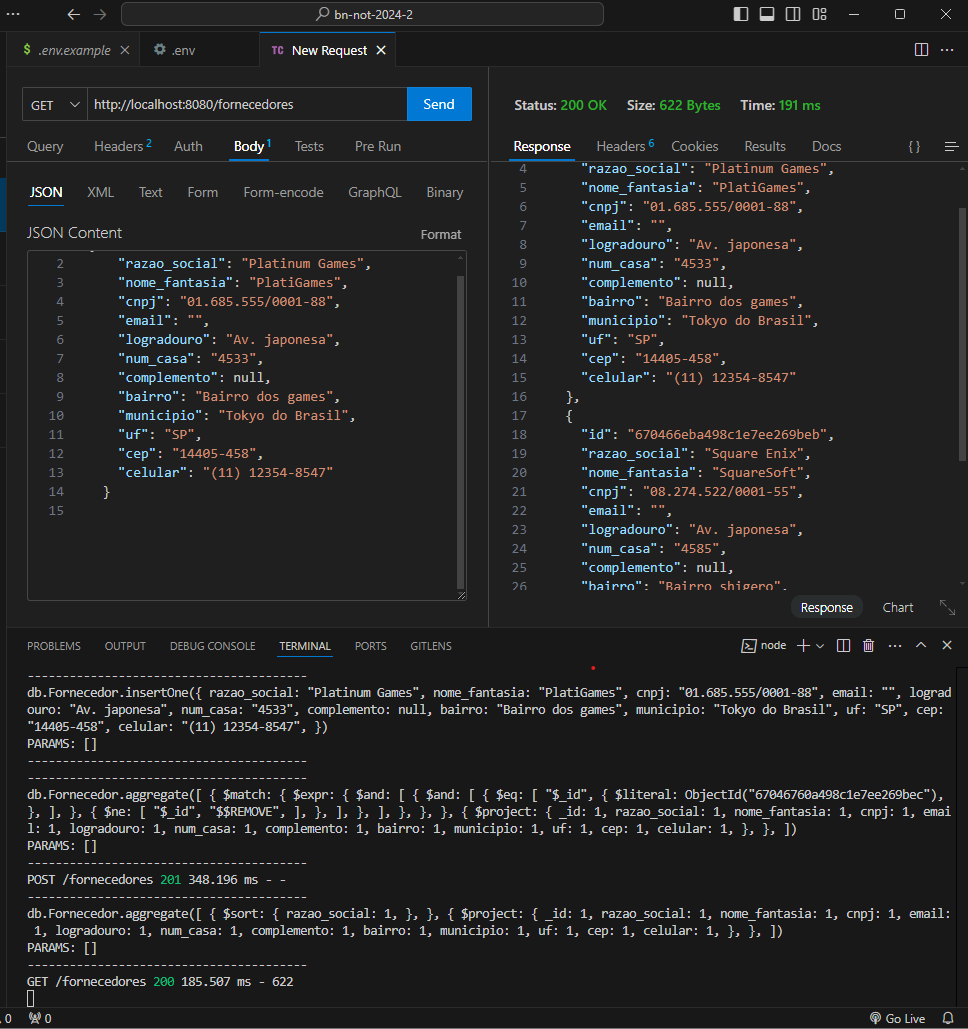 bn-not-2024-2
$ .env.example
.env
TC New Request
GET
http://localhost:8080/fornecedores
Send
Query
Headers 2
Auth
Body 1
Tests
Pre Run
JSON
XML
Text
Form
Form-encode
GraphQL
Binary
JSON Content
Format
2 "razao_social": "Platinum Games",
3 "nome_fantasia": "PlatiGames",
4 "cnpj": "01.685.555/0001-88",
5 "email": "",
6 "logradouro": "Av. japonesa",
7 "num_casa": "4533",
8 "complemento": null,
9 "bairro": "Bairro dos games",
10 "municipio": "Tokyo do Brasil",
11 "uf": "SP",
12 "cep": "14405-458",
13 "celular": "(11) 12354-8547"
14 }
15
Status: 200 OK Size: 622 Bytes Time: 191 ms
Response
Headers 6
Cookies
Results
Docs
{ }
4 "razao_social": "Platinum Games",
5 "nome_fantasia": "PlatiGames",
6 "cnpj": "01.685.555/0001-88",
7 "email": "",
8 "logradouro": "Av. japonesa",
9 "num_casa": "4533",
10 "complemento": null,
11 "bairro": "Bairro dos games",
12 "municipio": "Tokyo do Brasil",
13 "uf": "SP",
14 "cep": "14405-458",
15 "celular": "(11) 12354-8547"
16 },
17 {
18 "id": "670466eba498c1e7ee269beb",
19 "razao_social": "Square Enix",
20 "nome_fantasia": "SquareSoft",
21 "cnpj": "08.274.522/0001-55",
22 "email": "",
23 "logradouro": "Av. japonesa",
24 "num_casa": "4585",
25 "complemento": null,
26 "bairro": "Bairro shigero",
Response
Chart
PROBLEMS
OUTPUT
DEBUG CONSOLE
TERMINAL
PORTS
GITLENS
node
----------------------------------------
db.Fornecedor.insertOne({ razao_social: "Platinum Games", nome_fantasia: "PlatiGames", cnpj: "01.685.555/0001-88", email: "", lograd
ouro: "Av. japonesa", num_casa: "4533", complemento: null, bairro: "Bairro dos games", municipio: "Tokyo do Brasil", uf: "SP", cep:
"14405-458", celular: "(11) 12354-8547", })
PARAMS: []
----------------------------------------
----------------------------------------
db.Fornecedor.aggregate([ { $match: { $expr: { $and: [ { $and: [ { $eq: [ "$_id", { $literal: ObjectId("67046760a498c1e7ee269bec"),
}, ], }, { $ne: [ "$_id", "$$REMOVE", ], }, ], }, ], }, }, }, { $project: { _id: 1, razao_social: 1, nome_fantasia: 1, cnpj: 1, emai
l: 1, logradouro: 1, num_casa: 1, complemento: 1, bairro: 1, municipio: 1, uf: 1, cep: 1, celular: 1, }, }, ])
PARAMS: []
----------------------------------------
POST /fornecedores 201 348.196 ms - -
----------------------------------------
db.Fornecedor.aggregate([ { $sort: { razao_social: 1, }, }, { $project: { _id: 1, razao_social: 1, nome_fantasia: 1, cnpj: 1, email:
1, logradouro: 1, num_casa: 1, complemento: 1, bairro: 1, municipio: 1, uf: 1, cep: 1, celular: 1, }, }, ])
PARAMS: []
----------------------------------------
GET /fornecedores 200 185.507 ms - 622
0
0
Go Live